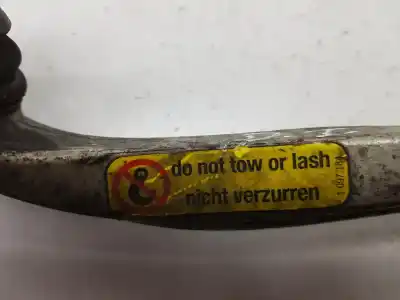 do not tow or lash
nicht verzurren